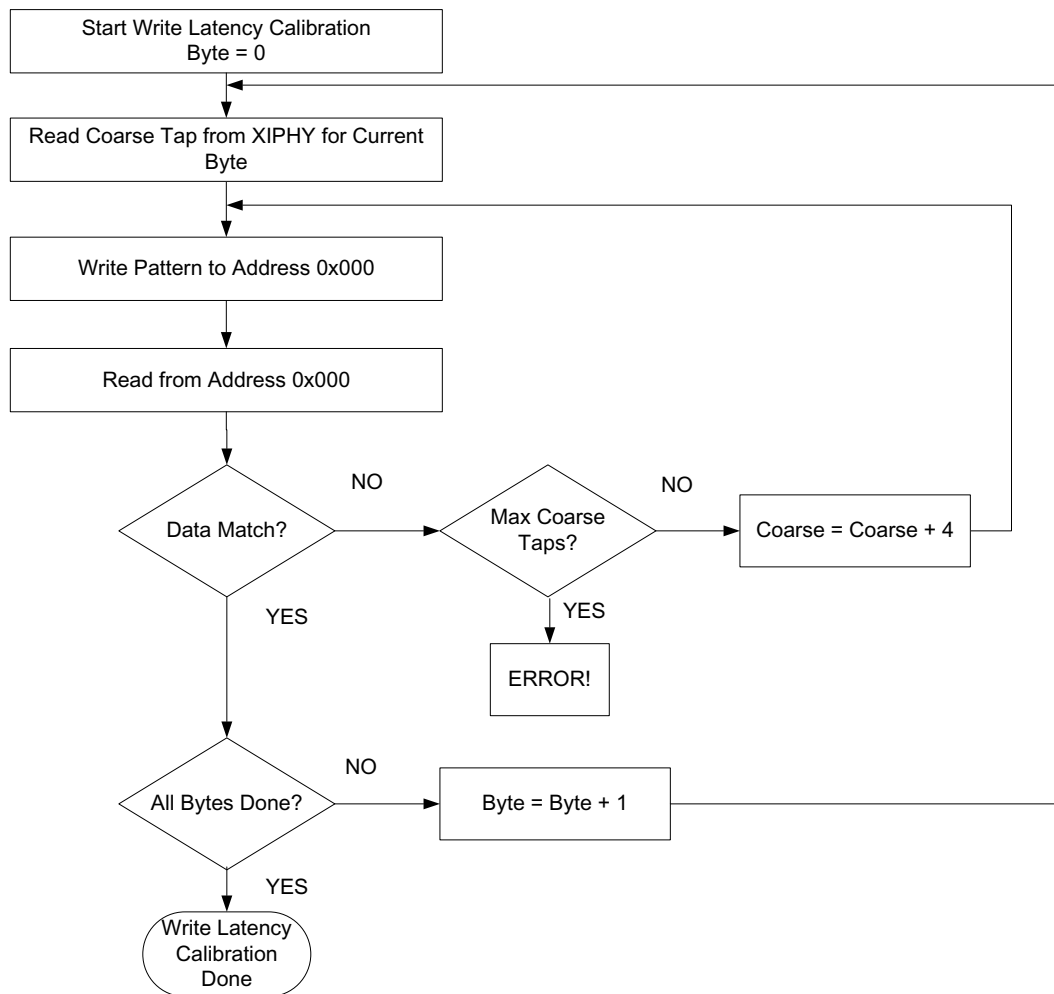 Start Write Latency Calibration
Byte = 0
Read Coarse Tap from XIPHY for Current
Byte
Write Pattern to Address 0x000
Read from Address 0x000
Data Match?
NO
Max Coarse
Taps?
NO
Coarse = Coarse + 4
YES
YES
ERROR!
All Bytes Done?
NO
Byte = Byte + 1
YES
Write Latency
Calibration
Done